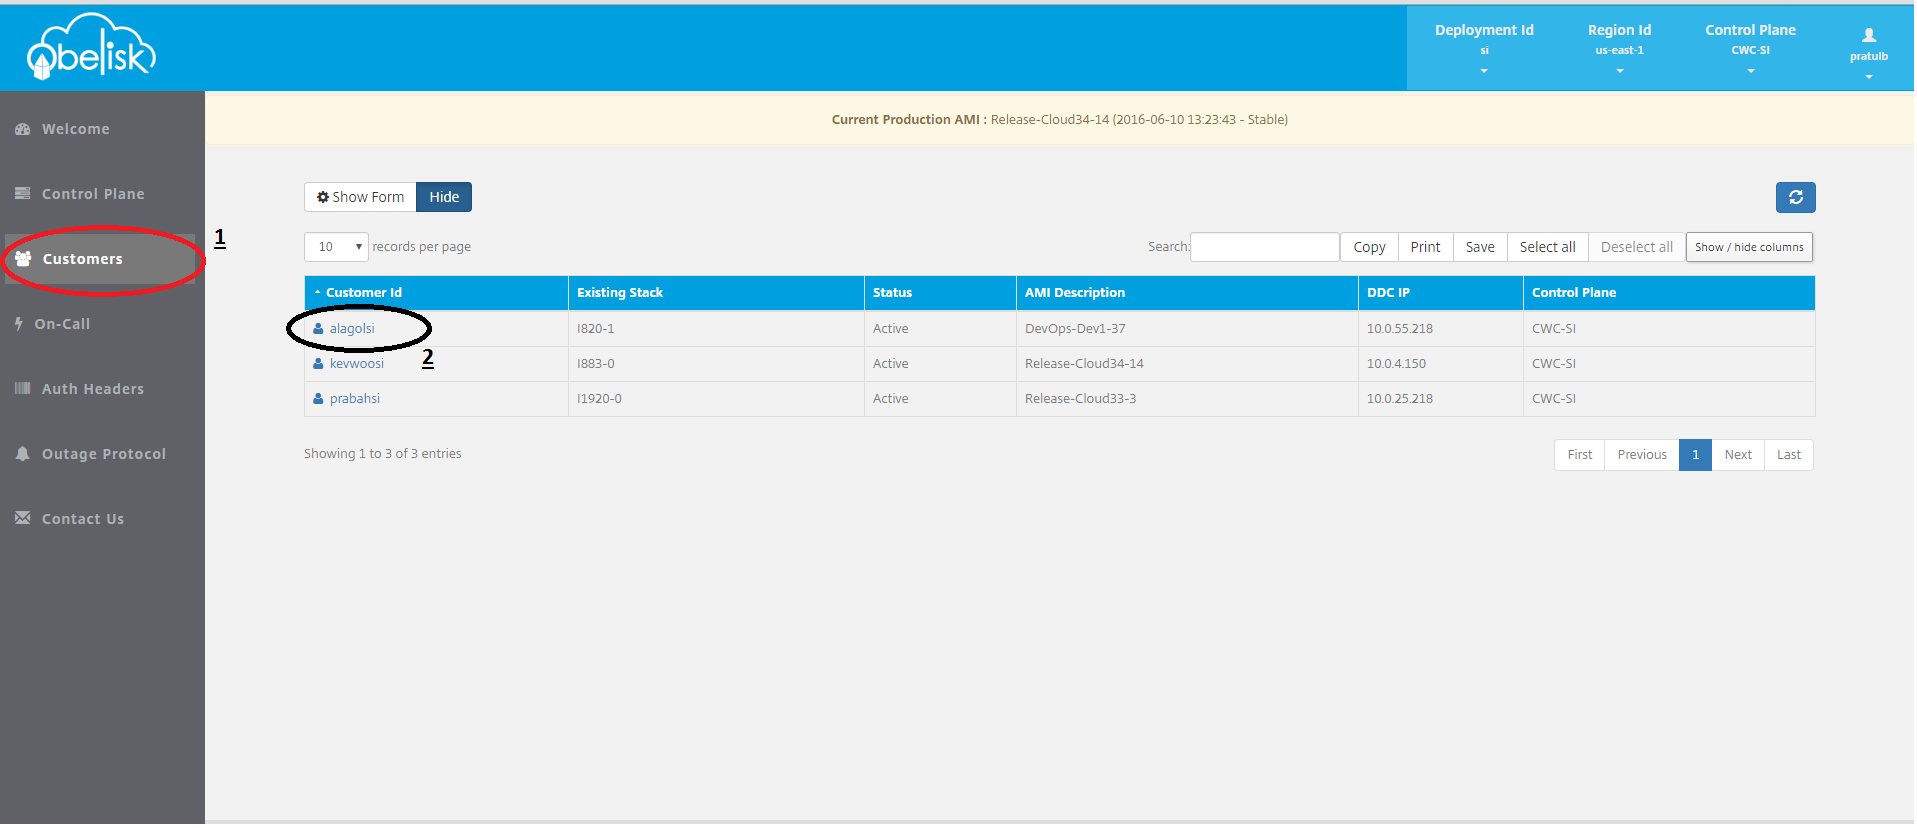 obelisk
Deployment Id
si
Region Id
us-east-1
Control Plane
CWC-SI
pratulb
Welcome
Control Plane
Customers
1
On-Call
Auth Headers
Outage Protocol
Contact Us
Current Production AMI : Release-Cloud34-14 (2016-06-10 13:23:43 - Stable)
Show Form Hide
10 records per page
Search: Copy Print Save Select all Deselect all Show / hide columns
Customer Id Existing Stack Status AMI Description DDC IP Control Plane
alagolsi I820-1 Active DevOps-Dev1-37 10.0.55.218 CWC-SI
2
kevwoosi I883-0 Active Release-Cloud34-14 10.0.4.150 CWC-SI
prabahsi I1920-0 Active Release-Cloud33-3 10.0.25.218 CWC-SI
Showing 1 to 3 of 3 entries
First Previous 1 Next Last